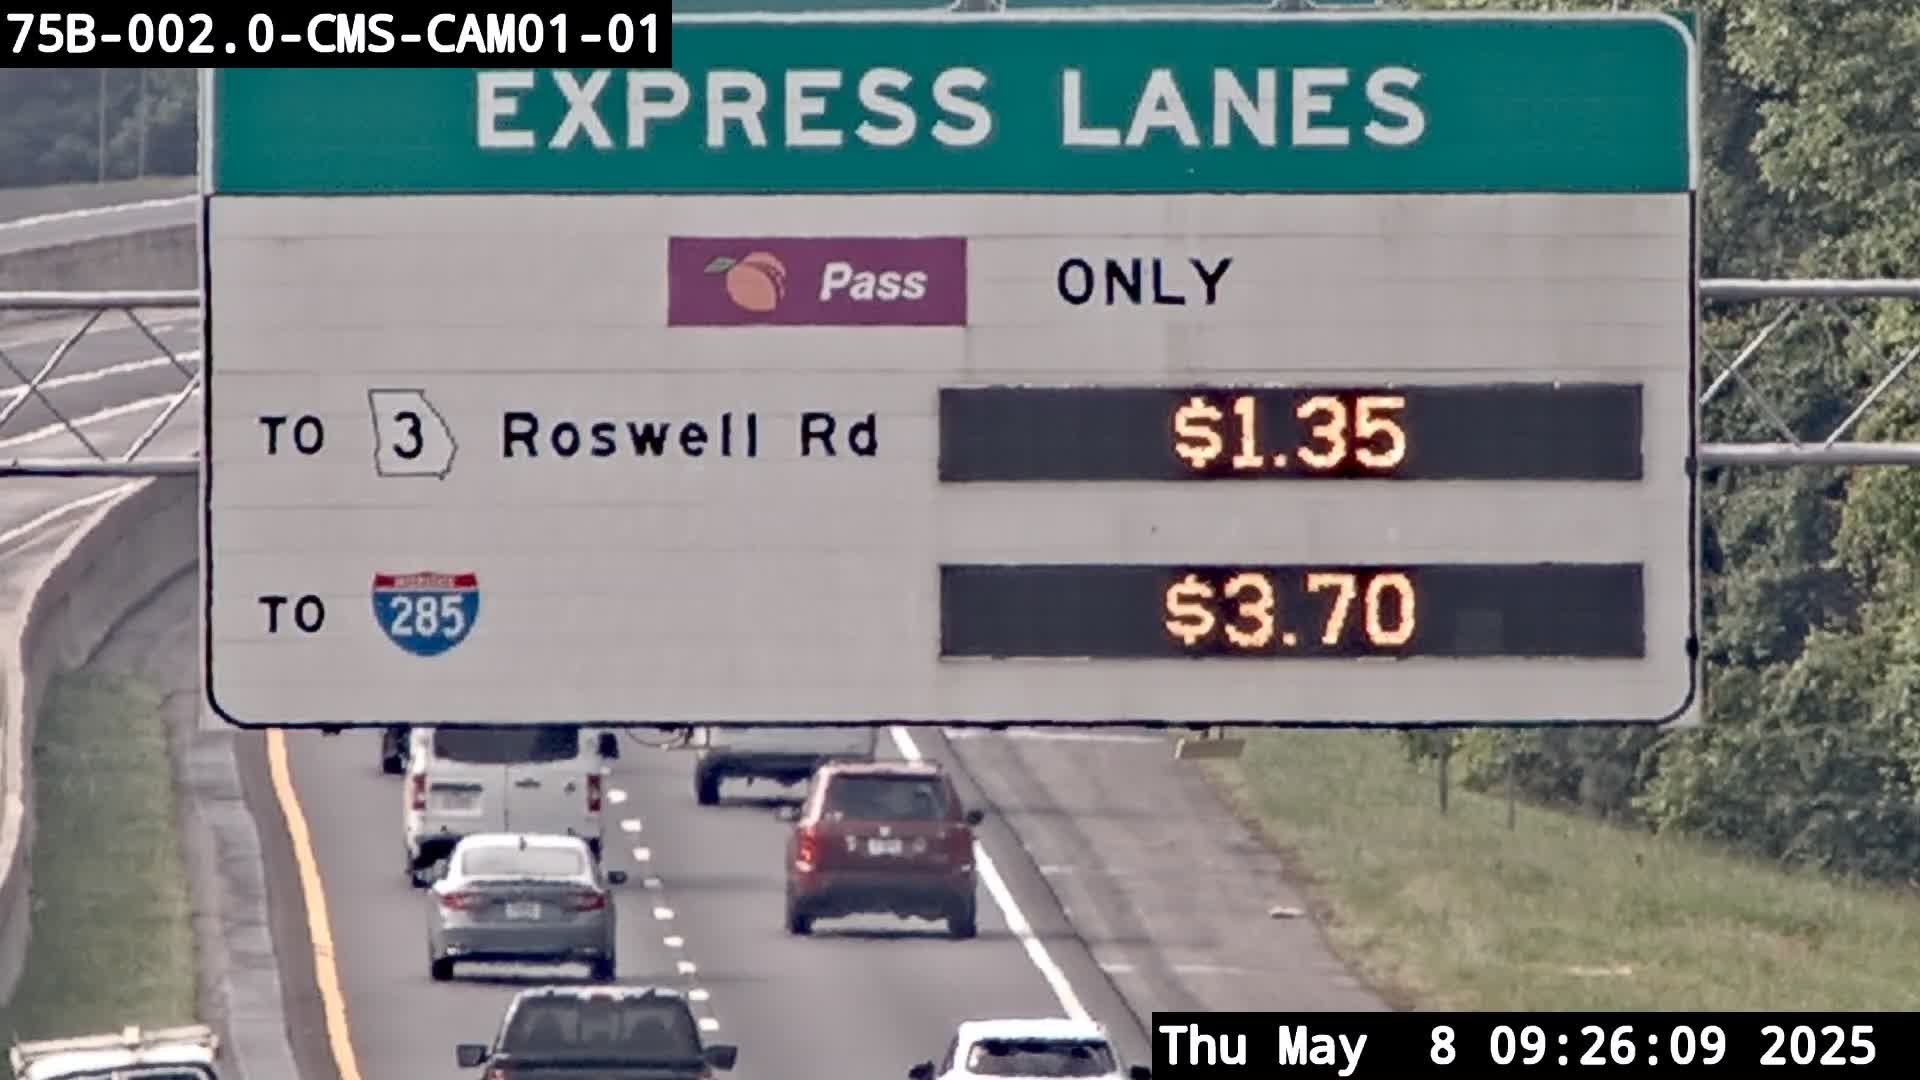 75B-002.0-CMS-CAM01-01
EXPRESS LANES
Pass ONLY
TO 3 Roswell Rd $1.35
TO INTERSTATE 285 $3.70
Thu May 8 09:26:09 2025